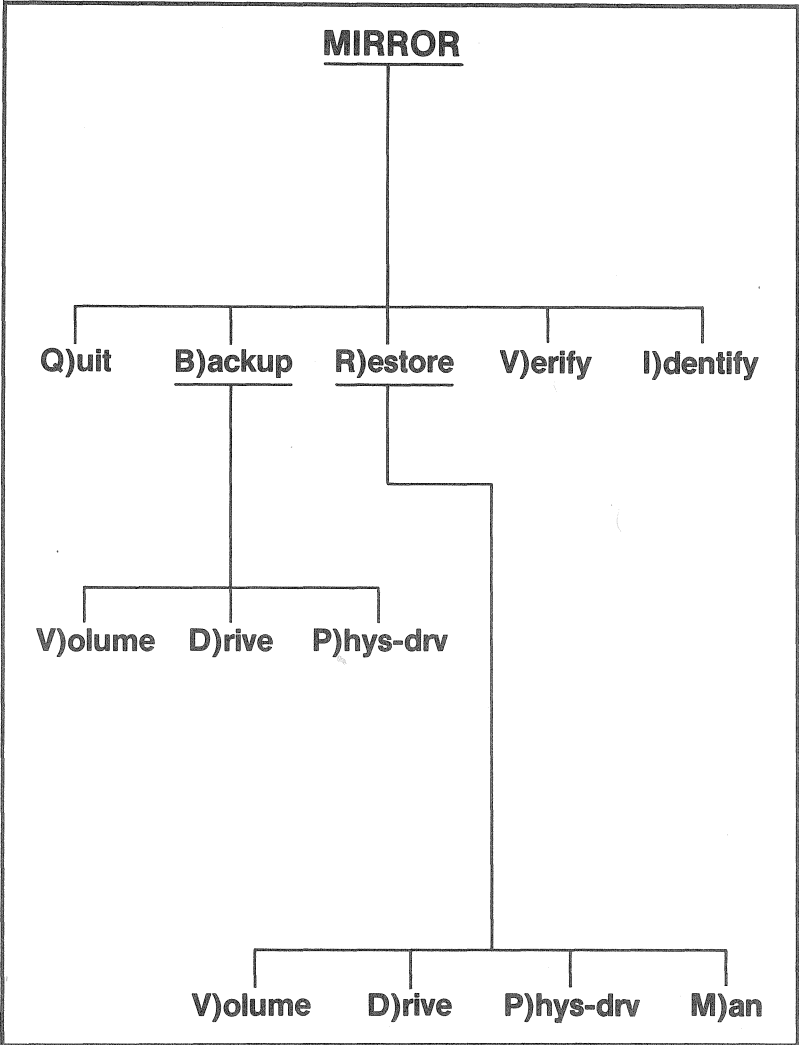 MIRROR
Q)uit B)ackup R)estore V)erify I)dentify
V)olume D)rive P)hys-drv
V)olume D)rive P)hys-drv M)an